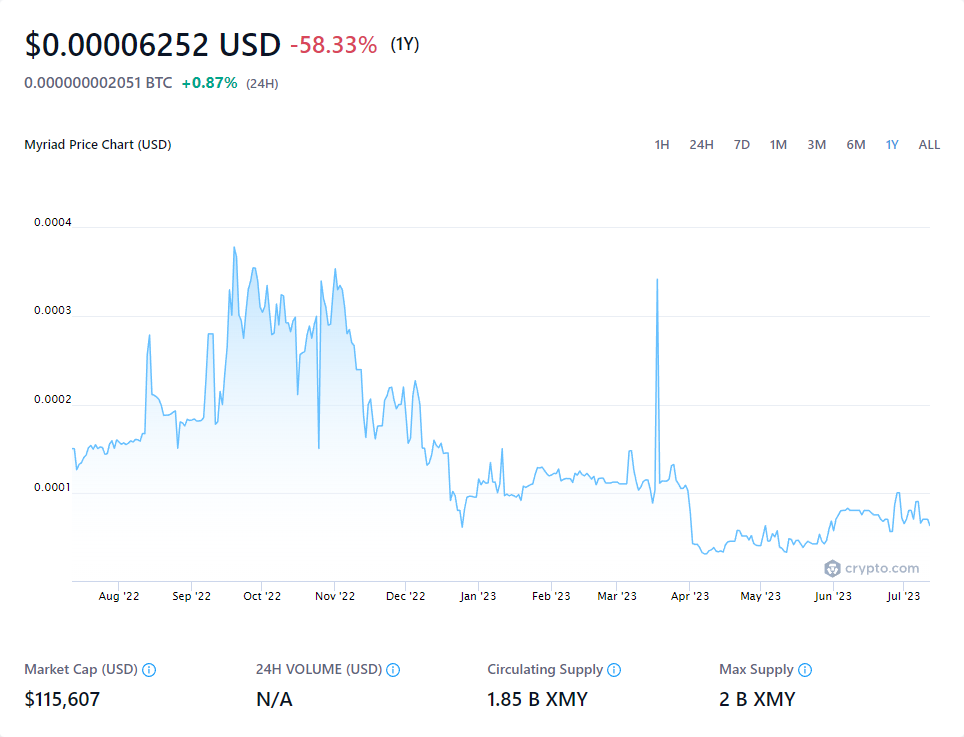 $0.00006252 USD -58.33% (1Y)
0.000000002051 BTC +0.87% (24H)
Myriad Price Chart (USD) 1H 24H 7D 1M 3M 6M 1Y ALL
0.0004
0.0003
0.0002
0.0001
crypto.com
Aug '22 Sep '22 Oct '22 Nov '22 Dec '22 Jan '23 Feb '23 Mar '23 Apr '23 May '23 Jun '23 Jul '23
Market Cap (USD) 24H VOLUME (USD) Circulating Supply Max Supply
$115,607 N/A 1.85 B XMY 2 B XMY